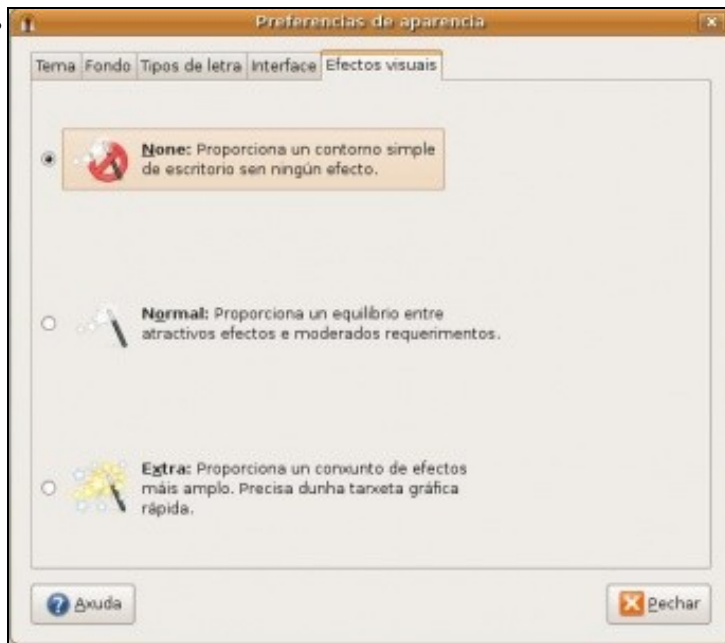 Preferencias de aparencia
Tema Fondo Tipos de letra Interface Efectos visuais
None: Proporciona un contorno simple
de escritorio sen ningún efecto.
Normal: Proporciona un equilibrio entre
atractivos efectos e moderados requerimentos.
Extra: Proporciona un conxunto de efectos
máis amplo. Precisa dunha tarxeta gráfica
rápida.
Axuda Pechar